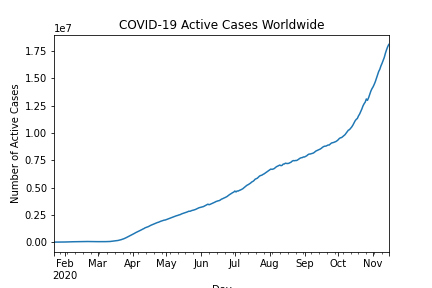 COVID-19 Active Cases Worldwide
1e7
1.75
1.50
1.25
1.00
0.75
0.50
0.25
0.00
Number of Active Cases
Feb Mar Apr May Jun Jul Aug Sep Oct Nov
2020